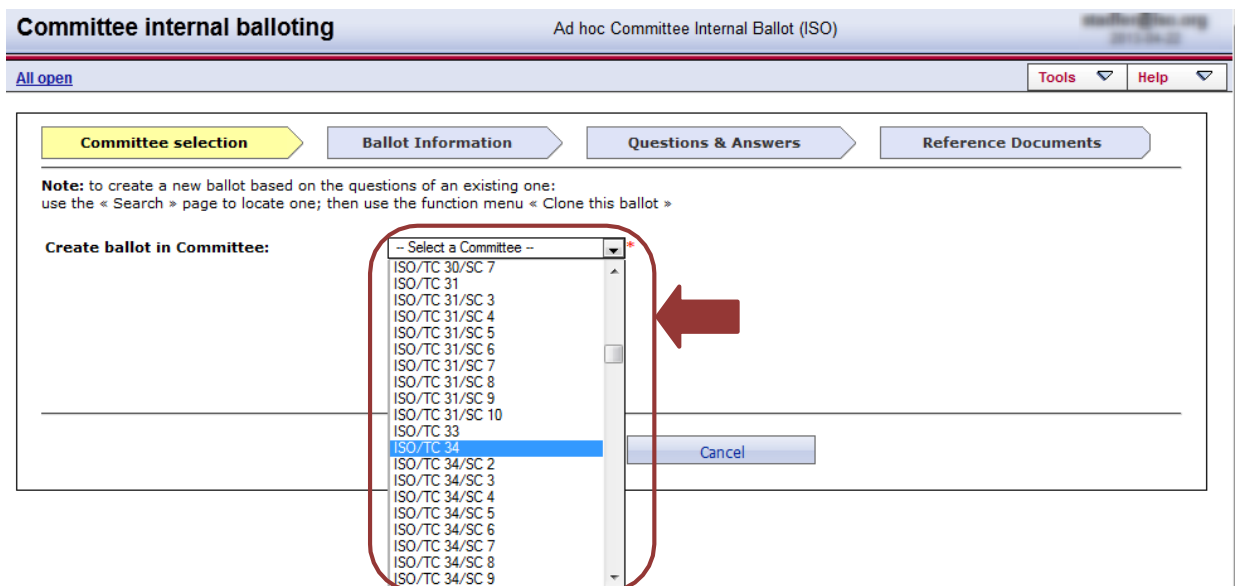 Committee internal balloting
Ad hoc Committee Internal Ballot (ISO)
All open
Tools
Help
Committee selection
Ballot Information
Questions & Answers
Reference Documents
Note: to create a new ballot based on the questions of an existing one:
use the « Search » page to locate one; then use the function menu « Clone this ballot »
Create ballot in Committee:
-- Select a Committee -- *
ISO/TC 30/SC 7
ISO/TC 31
ISO/TC 31/SC 3
ISO/TC 31/SC 4
ISO/TC 31/SC 5
ISO/TC 31/SC 6
ISO/TC 31/SC 7
ISO/TC 31/SC 8
ISO/TC 31/SC 9
ISO/TC 31/SC 10
ISO/TC 33
ISO/TC 34
ISO/TC 34/SC 2
ISO/TC 34/SC 3
ISO/TC 34/SC 4
ISO/TC 34/SC 5
ISO/TC 34/SC 6
ISO/TC 34/SC 7
ISO/TC 34/SC 8
ISO/TC 34/SC 9
Cancel